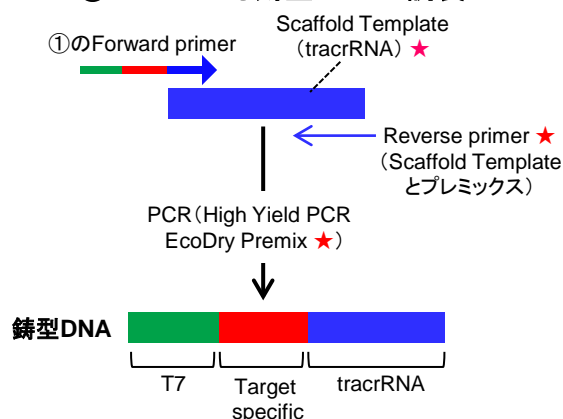 ①のForward primer
Scaffold Template
(tracrRNA) ★
Reverse primer ★
（Scaffold Template
とプレミックス）
PCR（High Yield PCR
EcoDry Premix ★）
鋳型DNA
T7
Target
specific
tracrRNA